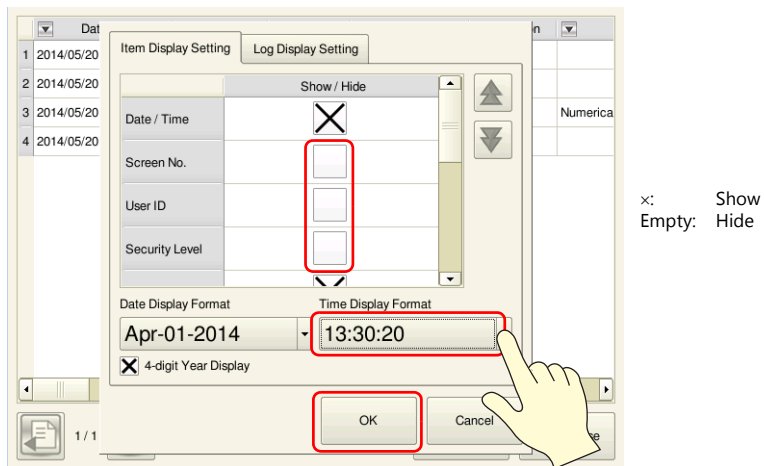 Dat
n
1 2014/05/20
2 2014/05/20
3 2014/05/20 Numerica
4 2014/05/20
Item Display Setting Log Display Setting
Show / Hide
Date / Time
Screen No.
User ID
Security Level
Date Display Format Time Display Format
Apr-01-2014 13:30:20
4-digit Year Display
OK Cancel
1 / 1
se
×: Show
Empty: Hide